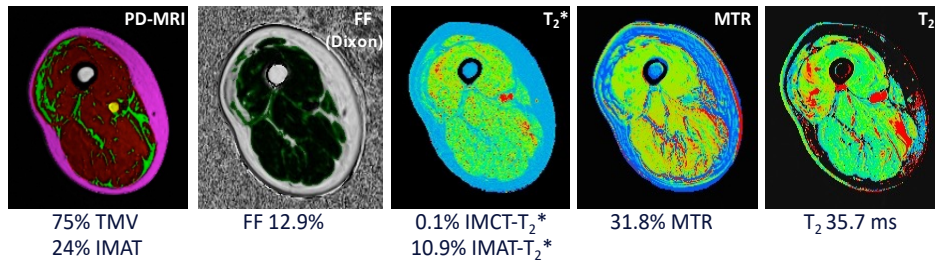 PD-MRI
FF
(Dixon)
T₂*
MTR
T₂
75% TMV
24% IMAT
FF 12.9%
0.1% IMCT-T₂*
10.9% IMAT-T₂*
31.8% MTR
T₂ 35.7 ms